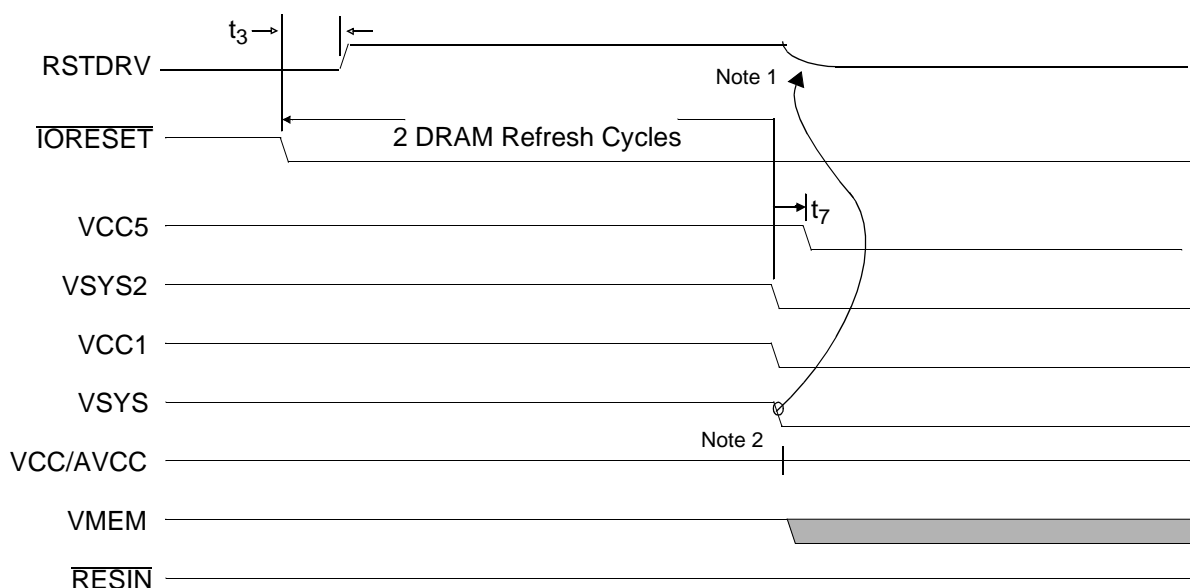 t3
RSTDRV
Note 1
IORESET
2 DRAM Refresh Cycles
t7
VCC5
VSYS2
VCC1
VSYS
Note 2
VCC/AVCC
VMEM
RESIN